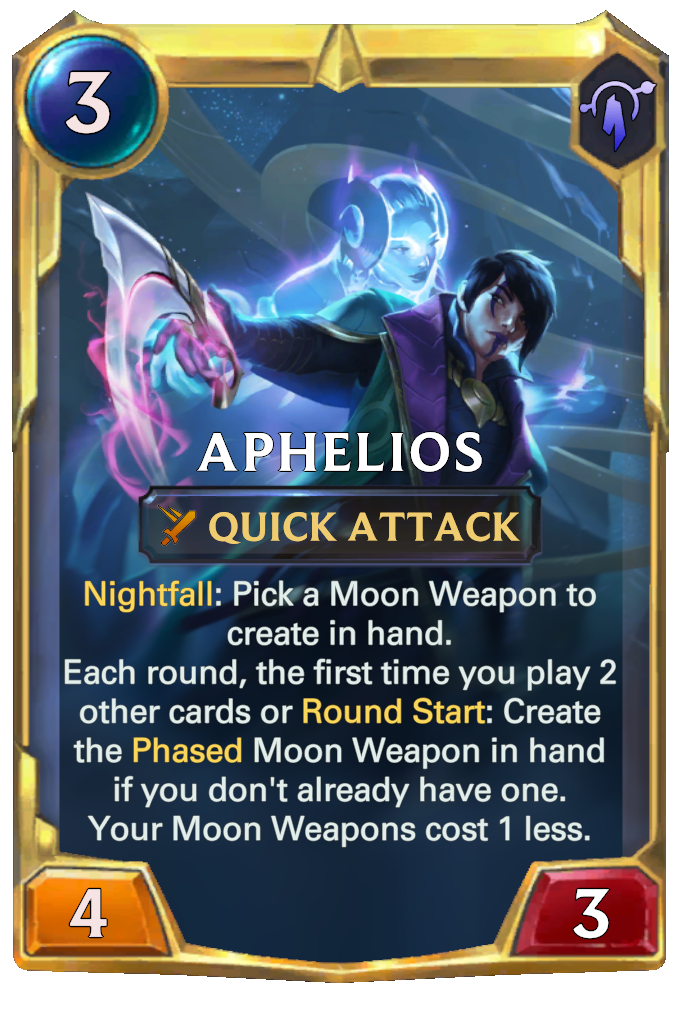 3
APHELIOS
QUICK ATTACK
Nightfall: Pick a Moon Weapon to
create in hand.
Each round, the first time you play 2
other cards or Round Start: Create
the Phased Moon Weapon in hand
if you don't already have one.
Your Moon Weapons cost 1 less.
4
3